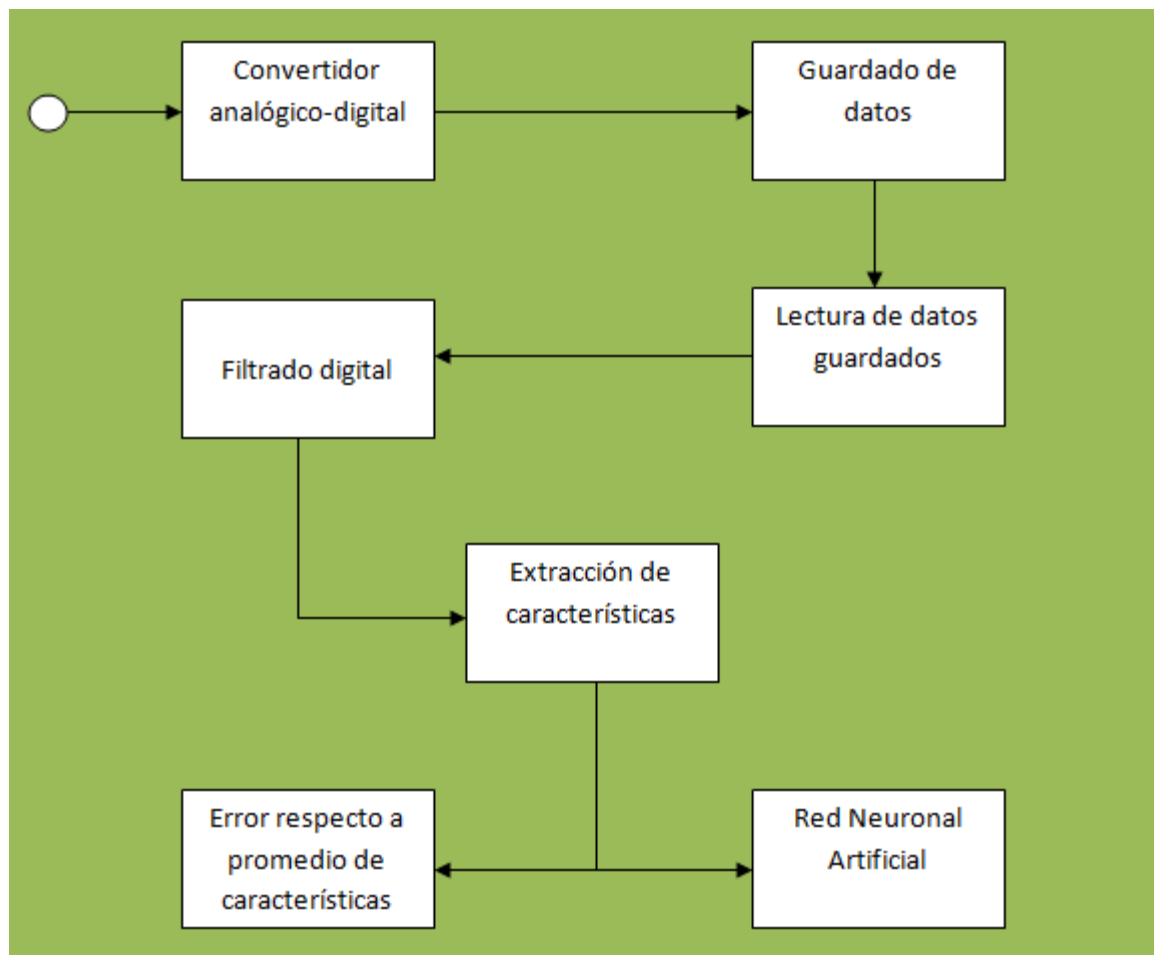 Convertidor
analógico-digital
Guardado de
datos
Lectura de datos
guardados
Filtrado digital
Extracción de
características
Error respecto a
promedio de
características
Red Neuronal
Artificial